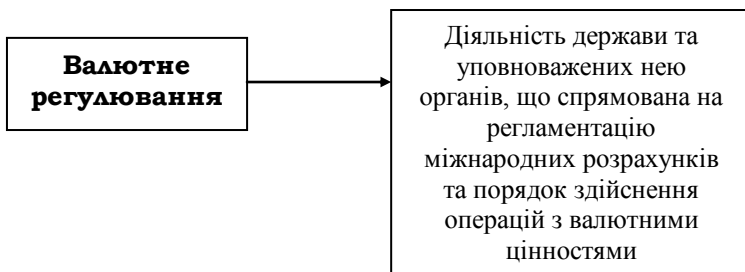 Валютне
регулювання
Діяльність держави та
уповноважених нею
органів, що спрямована на
регламентацію
міжнародних розрахунків
та порядок здійснення
операцій з валютними
цінностями